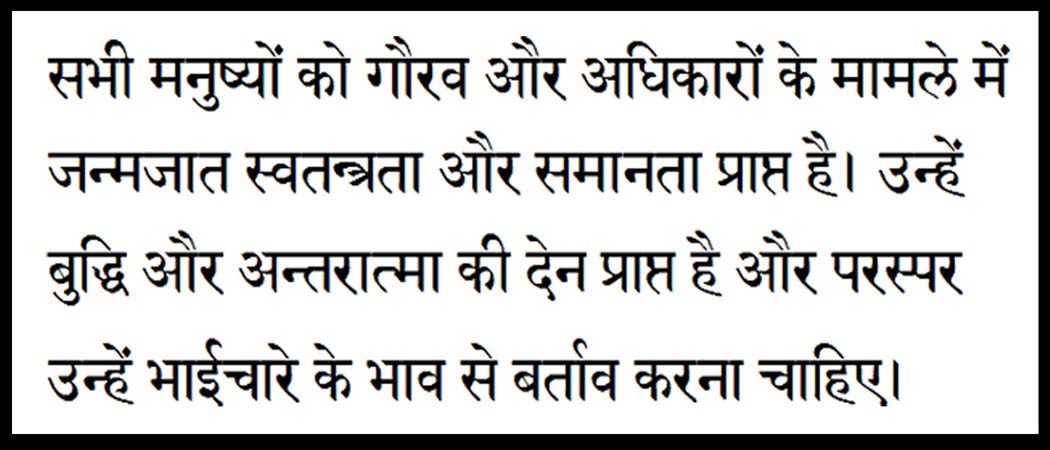 सभी मनुष्यों को गौरव और अधिकारों के मामले में
जन्मजात स्वतन्त्रता और समानता प्राप्त है। उन्हें
बुद्धि और अन्तरात्मा की देन प्राप्त है और परस्पर
उन्हें भाईचारे के भाव से बर्ताव करना चाहिए।